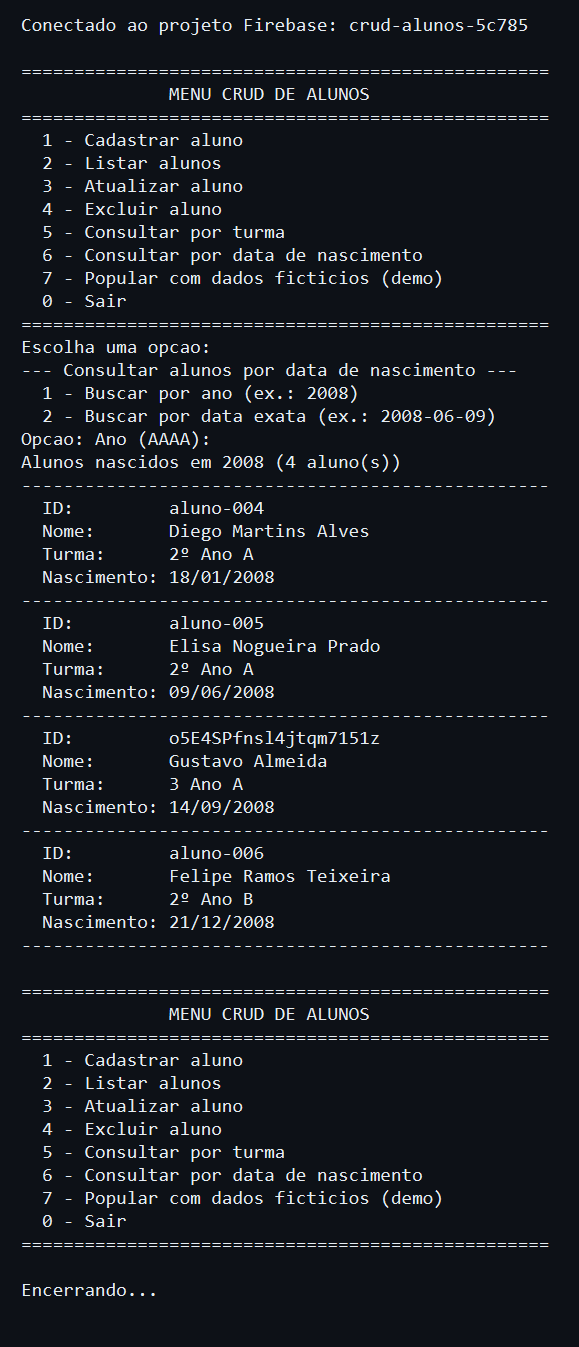 Conectado ao projeto Firebase: crud-alunos-5c785
==================================================
MENU CRUD DE ALUNOS
==================================================
1 - Cadastrar aluno
2 - Listar alunos
3 - Atualizar aluno
4 - Excluir aluno
5 - Consultar por turma
6 - Consultar por data de nascimento
7 - Popular com dados ficticios (demo)
0 - Sair
==================================================
Escolha uma opcao:
--- Consultar alunos por data de nascimento ---
1 - Buscar por ano (ex.: 2008)
2 - Buscar por data exata (ex.: 2008-06-09)
Opcao: Ano (AAAA):
Alunos nascidos em 2008 (4 aluno(s))
--------------------------------------------------
ID: aluno-004
Nome: Diego Martins Alves
Turma: 2º Ano A
Nascimento: 18/01/2008
--------------------------------------------------
ID: aluno-005
Nome: Elisa Nogueira Prado
Turma: 2º Ano A
Nascimento: 09/06/2008
--------------------------------------------------
ID: o5E4SPfnsl4jtqm7151z
Nome: Gustavo Almeida
Turma: 3 Ano A
Nascimento: 14/09/2008
--------------------------------------------------
ID: aluno-006
Nome: Felipe Ramos Teixeira
Turma: 2º Ano B
Nascimento: 21/12/2008
--------------------------------------------------
==================================================
MENU CRUD DE ALUNOS
==================================================
1 - Cadastrar aluno
2 - Listar alunos
3 - Atualizar aluno
4 - Excluir aluno
5 - Consultar por turma
6 - Consultar por data de nascimento
7 - Popular com dados ficticios (demo)
0 - Sair
==================================================
Encerrando...